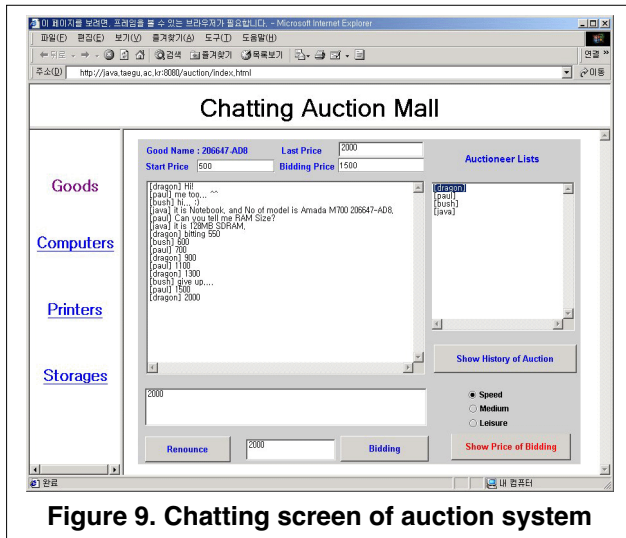 이 페이지를 보려면, 프레임을 볼 수 있는 브라우저가 필요합니다. - Microsoft Internet Explorer
파일(F) 편집(E) 보기(V) 즐겨찾기(A) 도구(T) 도움말(H)
뒤로 검색 즐겨찾기 목록보기 연결 »
주소(D) http://java.taegu.ac.kr:8080/auction/index.html 이동
Chatting Auction Mall
Goods
Computers
Printers
Storages
Good Name : 206647-AD8 Last Price 2000
Start Price 500 Bidding Price 1500
Auctioneer Lists
[dragon] Hi!
[paul] me too... ^^
[bush] hi... :)
[java] it is Notebook, and No of model is Amada M700 206647-AD8.
[paul] Can you tell me RAM Size?
[java] it is 128MB SDRAM.
[dragon] bitting 550
[bush] 600
[paul] 700
[dragon] 900
[paul] 1100
[dragon] 1300
[bush] give up....
[paul] 1500
[dragon] 2000
[dragon]
[paul]
[bush]
[java]
Show History of Auction
2000
Speed
Medium
Leisure
Renounce 2000 Bidding Show Price of Bidding
완료 내 컴퓨터
Figure 9. Chatting screen of auction system